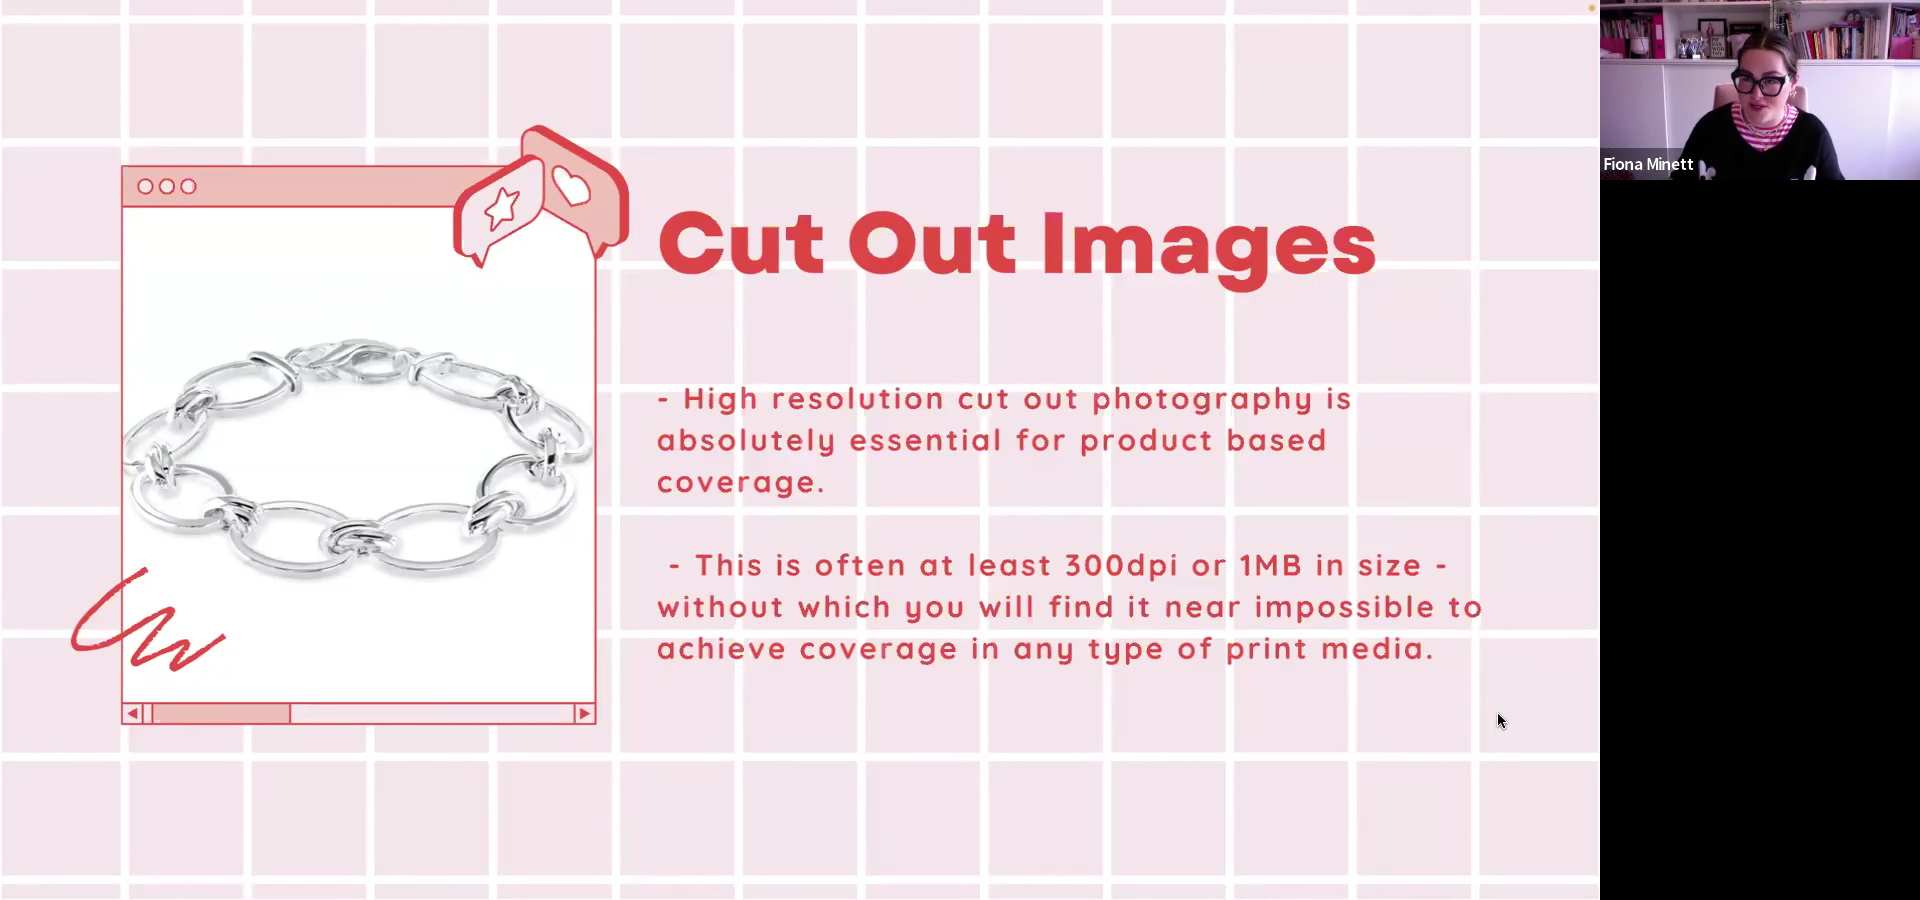 Cut Out Images
- High resolution cut out photography is
absolutely essential for product based
coverage.
- This is often at least 300dpi or 1MB in size -
without which you will find it near impossible to
achieve coverage in any type of print media.
Fiona Minett